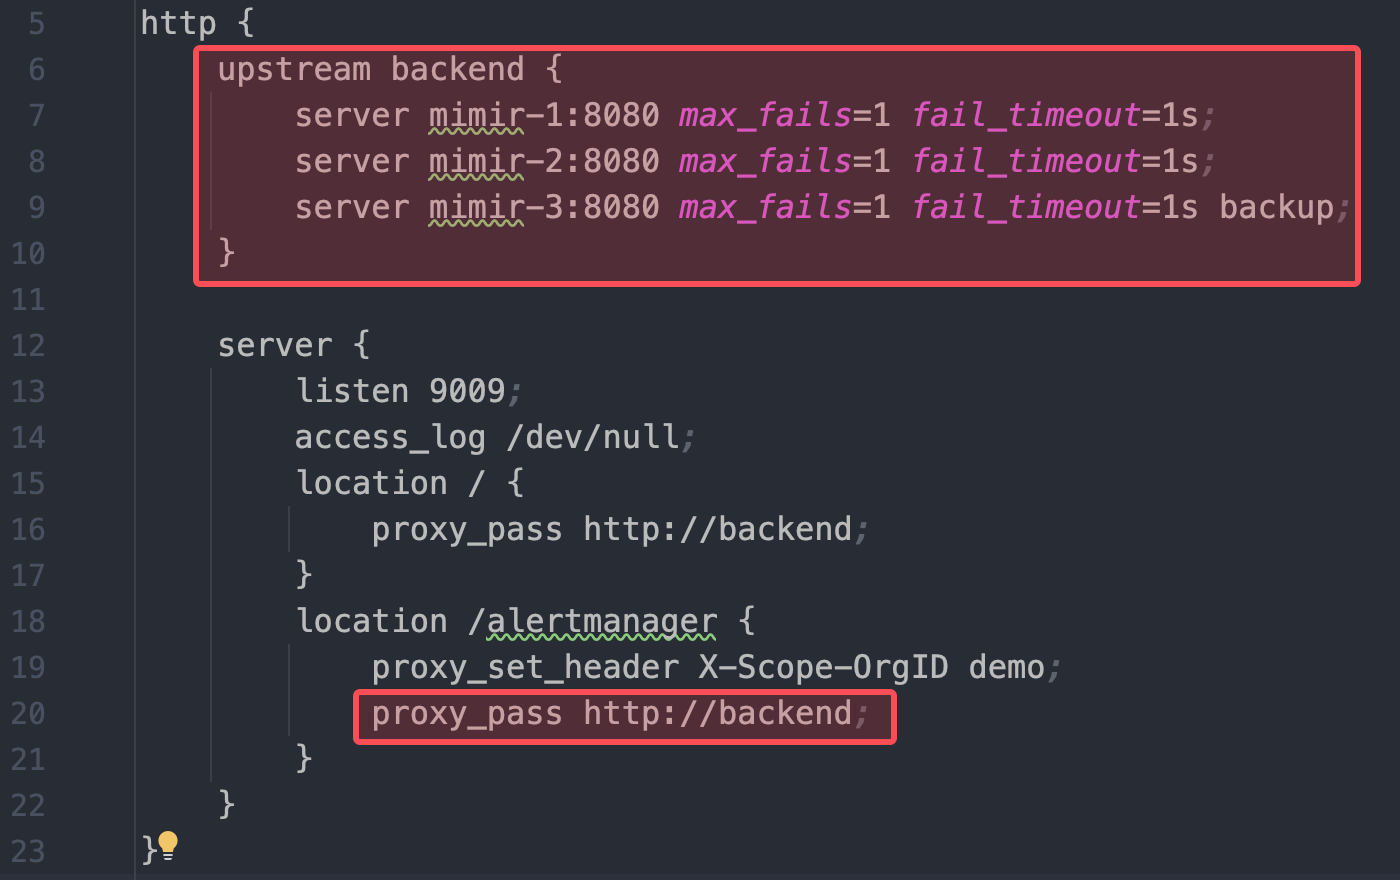 5 http {
6 upstream backend {
7 server mimir-1:8080 max_fails=1 fail_timeout=1s;
8 server mimir-2:8080 max_fails=1 fail_timeout=1s;
9 server mimir-3:8080 max_fails=1 fail_timeout=1s backup;
10 }
11
12 server {
13 listen 9009;
14 access_log /dev/null;
15 location / {
16 proxy_pass http://backend;
17 }
18 location /alertmanager {
19 proxy_set_header X-Scope-OrgID demo;
20 proxy_pass http://backend;
21 }
22 }
23 }